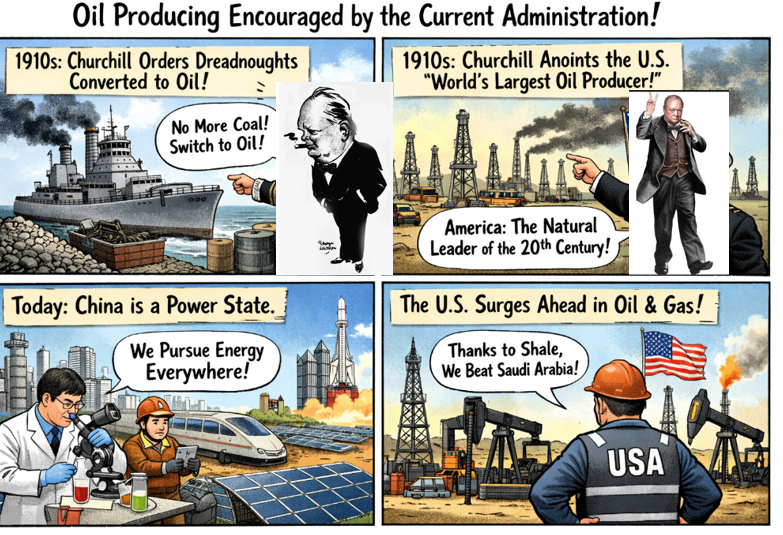 Oil Producing Encouraged by the Current Administration!
1910s: Churchill Orders Dreadnoughts
Converted to Oil!
No More Coal!
Switch to Oil!
1910s: Churchill Anoints the U.S.
"World's Largest Oil Producer!"
America: The Natural
Leader of the 20th Century!
Today: China is a Power State.
We Pursue Energy
Everywhere!
The U.S. Surges Ahead in Oil & Gas!
Thanks to Shale,
We Beat Saudi Arabia!
USA